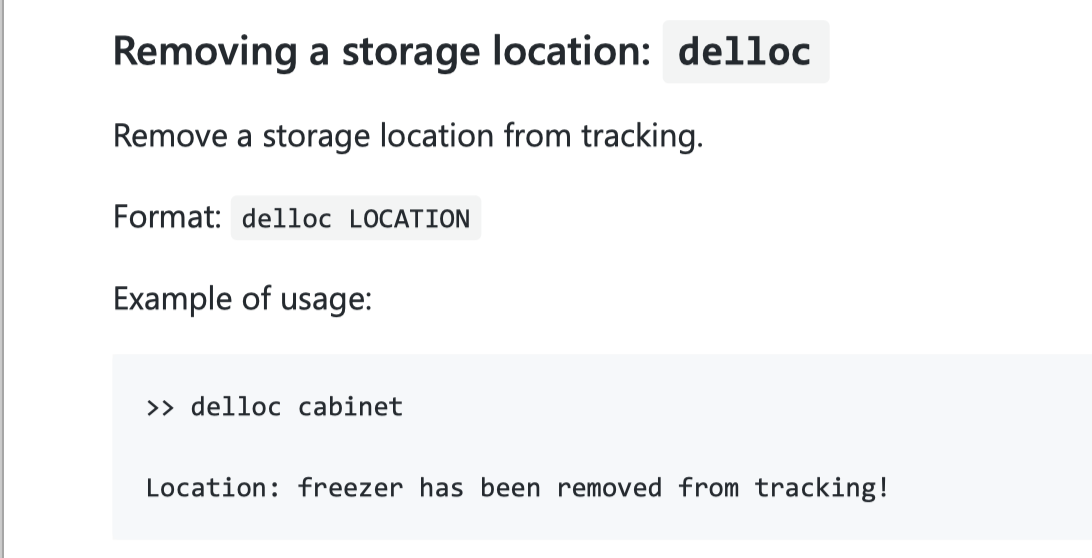 Removing a storage location: delloc
Remove a storage location from tracking.
Format: delloc LOCATION
Example of usage:
>> delloc cabinet
Location: freezer has been removed from tracking!